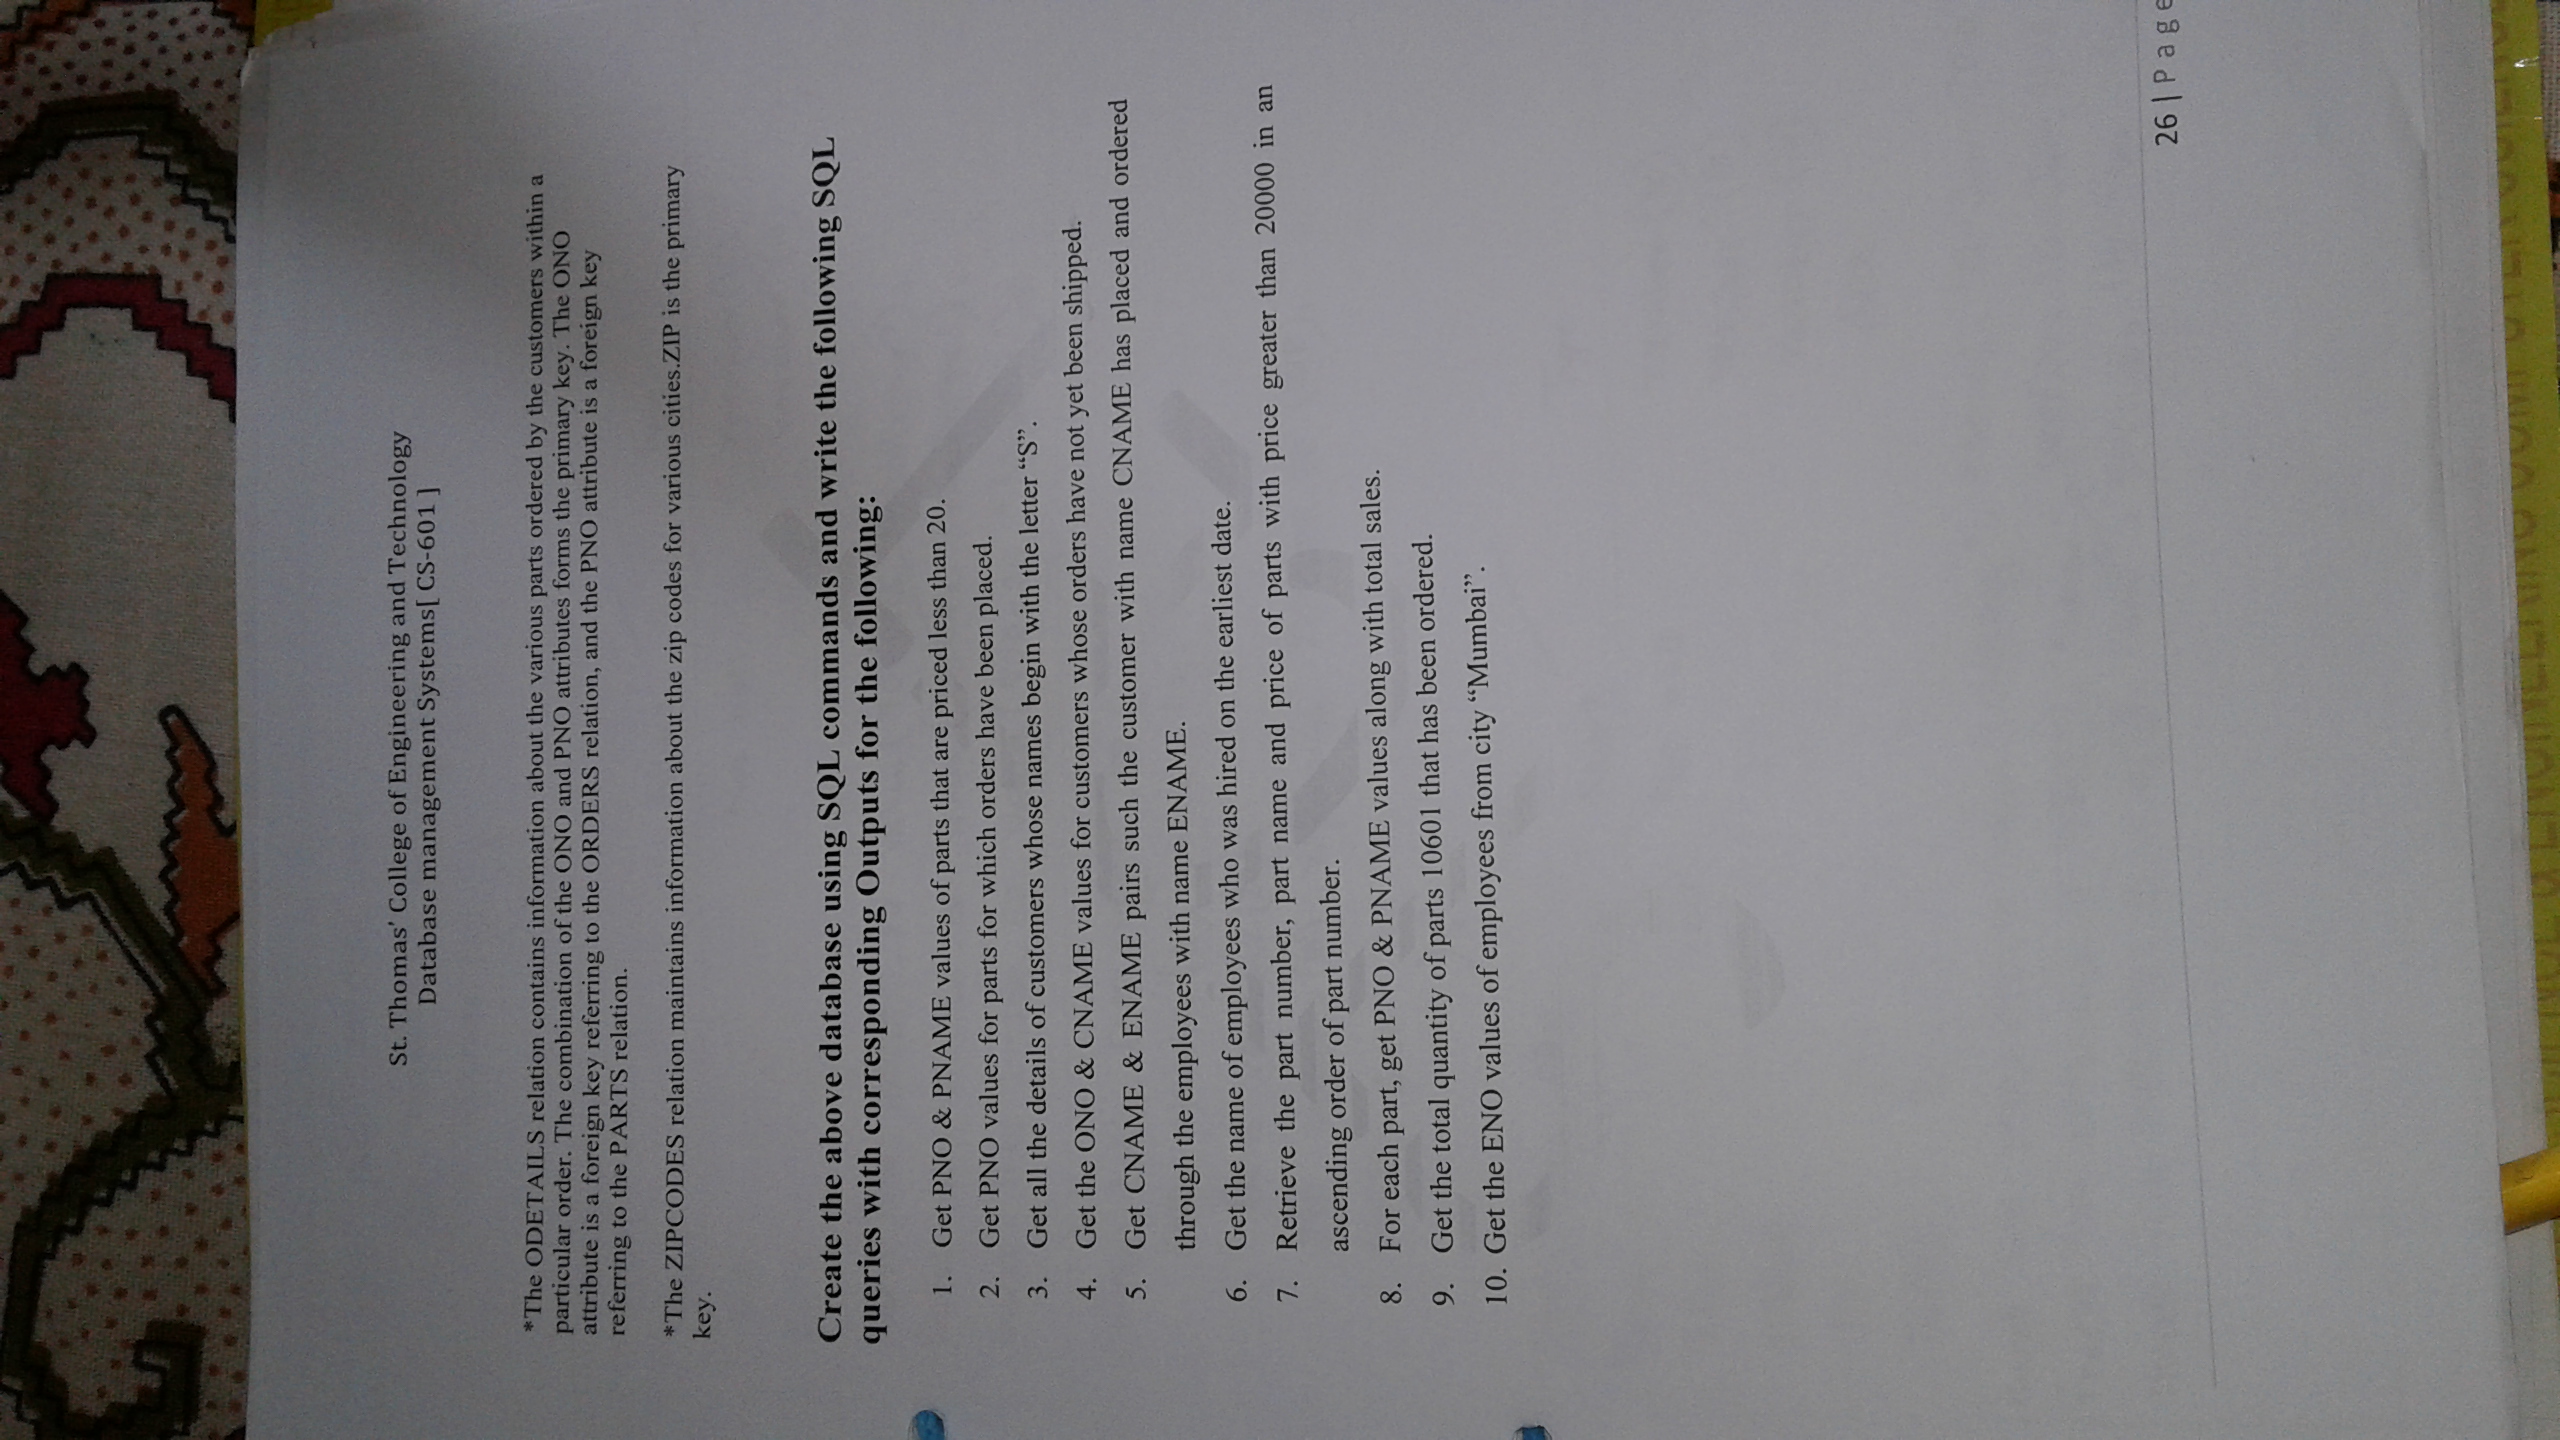 St. Thomas' College of Engineering and Technology
Database management Systems[ CS-601 ]
*The ODETAILS relation contains information about the various parts ordered by the customers within a
particular order. The combination of the ONO and PNO attributes forms the primary key. The ONO
attribute is a foreign key referring to the ORDERS relation, and the PNO attribute is a foreign key
referring to the PARTS relation.
*The ZIPCODES relation maintains information about the zip codes for various cities.ZIP is the primary
key.
Create the above database using SQL commands and write the following SQL
queries with corresponding Outputs for the following:
1. Get PNO & PNAME values of parts that are priced less than 20.
2. Get PNO values for parts for which orders have been placed.
3. Get all the details of customers whose names begin with the letter “S”.
4. Get the ONO & CNAME values for customers whose orders have not yet been shipped.
5. Get CNAME & ENAME pairs such the customer with name CNAME has placed and ordered
through the employees with name ENAME.
6. Get the name of employees who was hired on the earliest date.
7. Retrieve the part number, part name and price of parts with price greater than 20000 in an
ascending order of part number.
8. For each part, get PNO & PNAME values along with total sales.
9. Get the total quantity of parts 10601 that has been ordered.
10. Get the ENO values of employees from city “Mumbai”.
26 | Page
& ENGINEERING COMPUTER